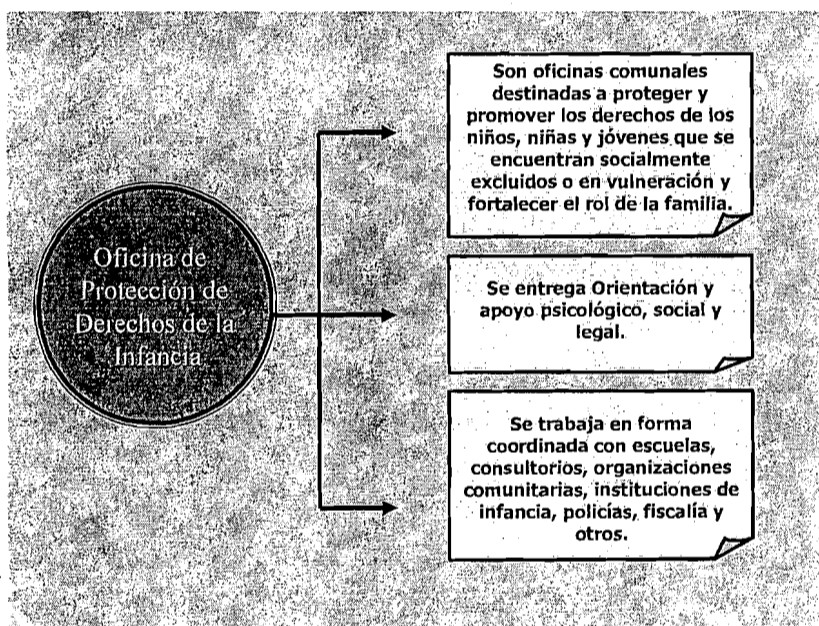 Oficina de
Protección de
Derechos de la
Infancia
Son oficinas comunales
destinadas a proteger y
promover los derechos de los
niños, niñas y jóvenes que se
encuentran socialmente
excluidos o en vulneración y
fortalecer el rol de la familia.
Se entrega Orientación y
apoyo psicológico, social y
legal.
Se trabaja en forma
coordinada con escuelas,
consultorios, organizaciones
comunitarias, instituciones de
infancia, policías, fiscalía y
otros.